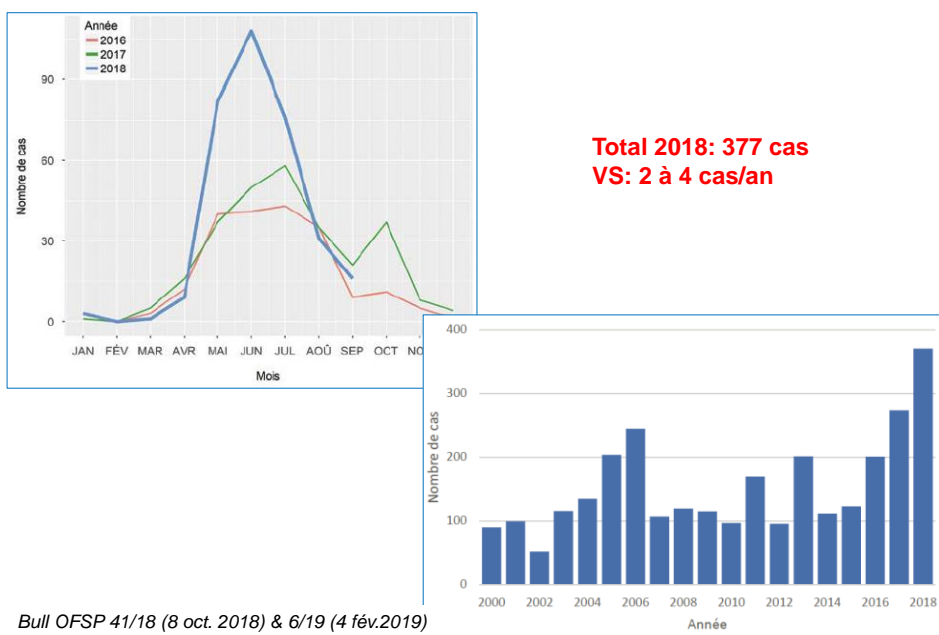 Année
2016
2017
2018
Nombre de cas
90
60
30
0
JAN FÉV MAR AVR MAI JUN JUL AOÛ SEP OCT
Mois
Total 2018: 377 cas
VS: 2 à 4 cas/an
Nombre de cas
400
300
200
100
0
2000 2002 2004 2006 2008 2010 2012 2014 2016 2018
Année
Bull OFSP 41/18 (8 oct. 2018) & 6/19 (4 fév.2019)